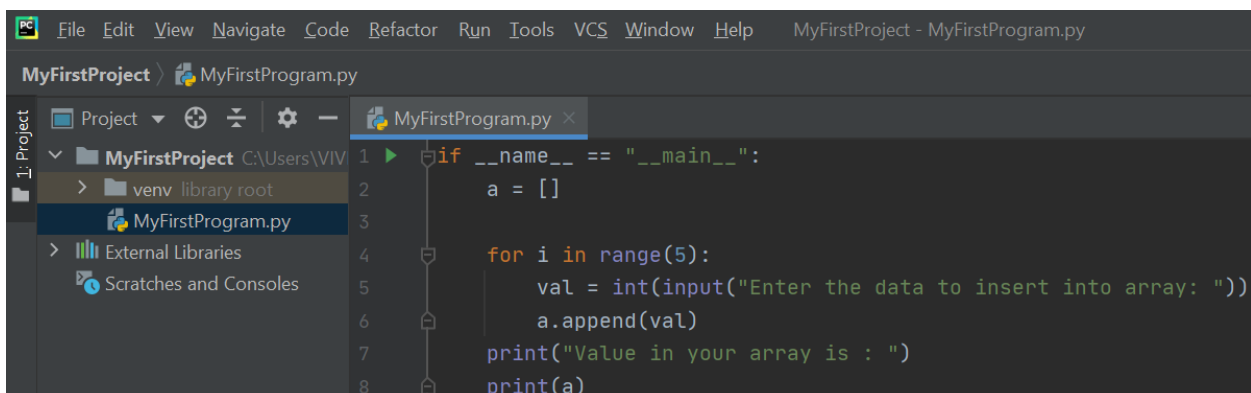 PC File Edit View Navigate Code Refactor Run Tools VCS Window Help MyFirstProject - MyFirstProgram.py
MyFirstProject MyFirstProgram.py
1: Project
Project
MyFirstProject C:\Users\VIV
venv library root
MyFirstProgram.py
External Libraries
Scratches and Consoles
MyFirstProgram.py
1 if __name__ == "__main__":
2 a = []
3
4 for i in range(5):
5 val = int(input("Enter the data to insert into array: "))
6 a.append(val)
7 print("Value in your array is : ")
8 print(a)